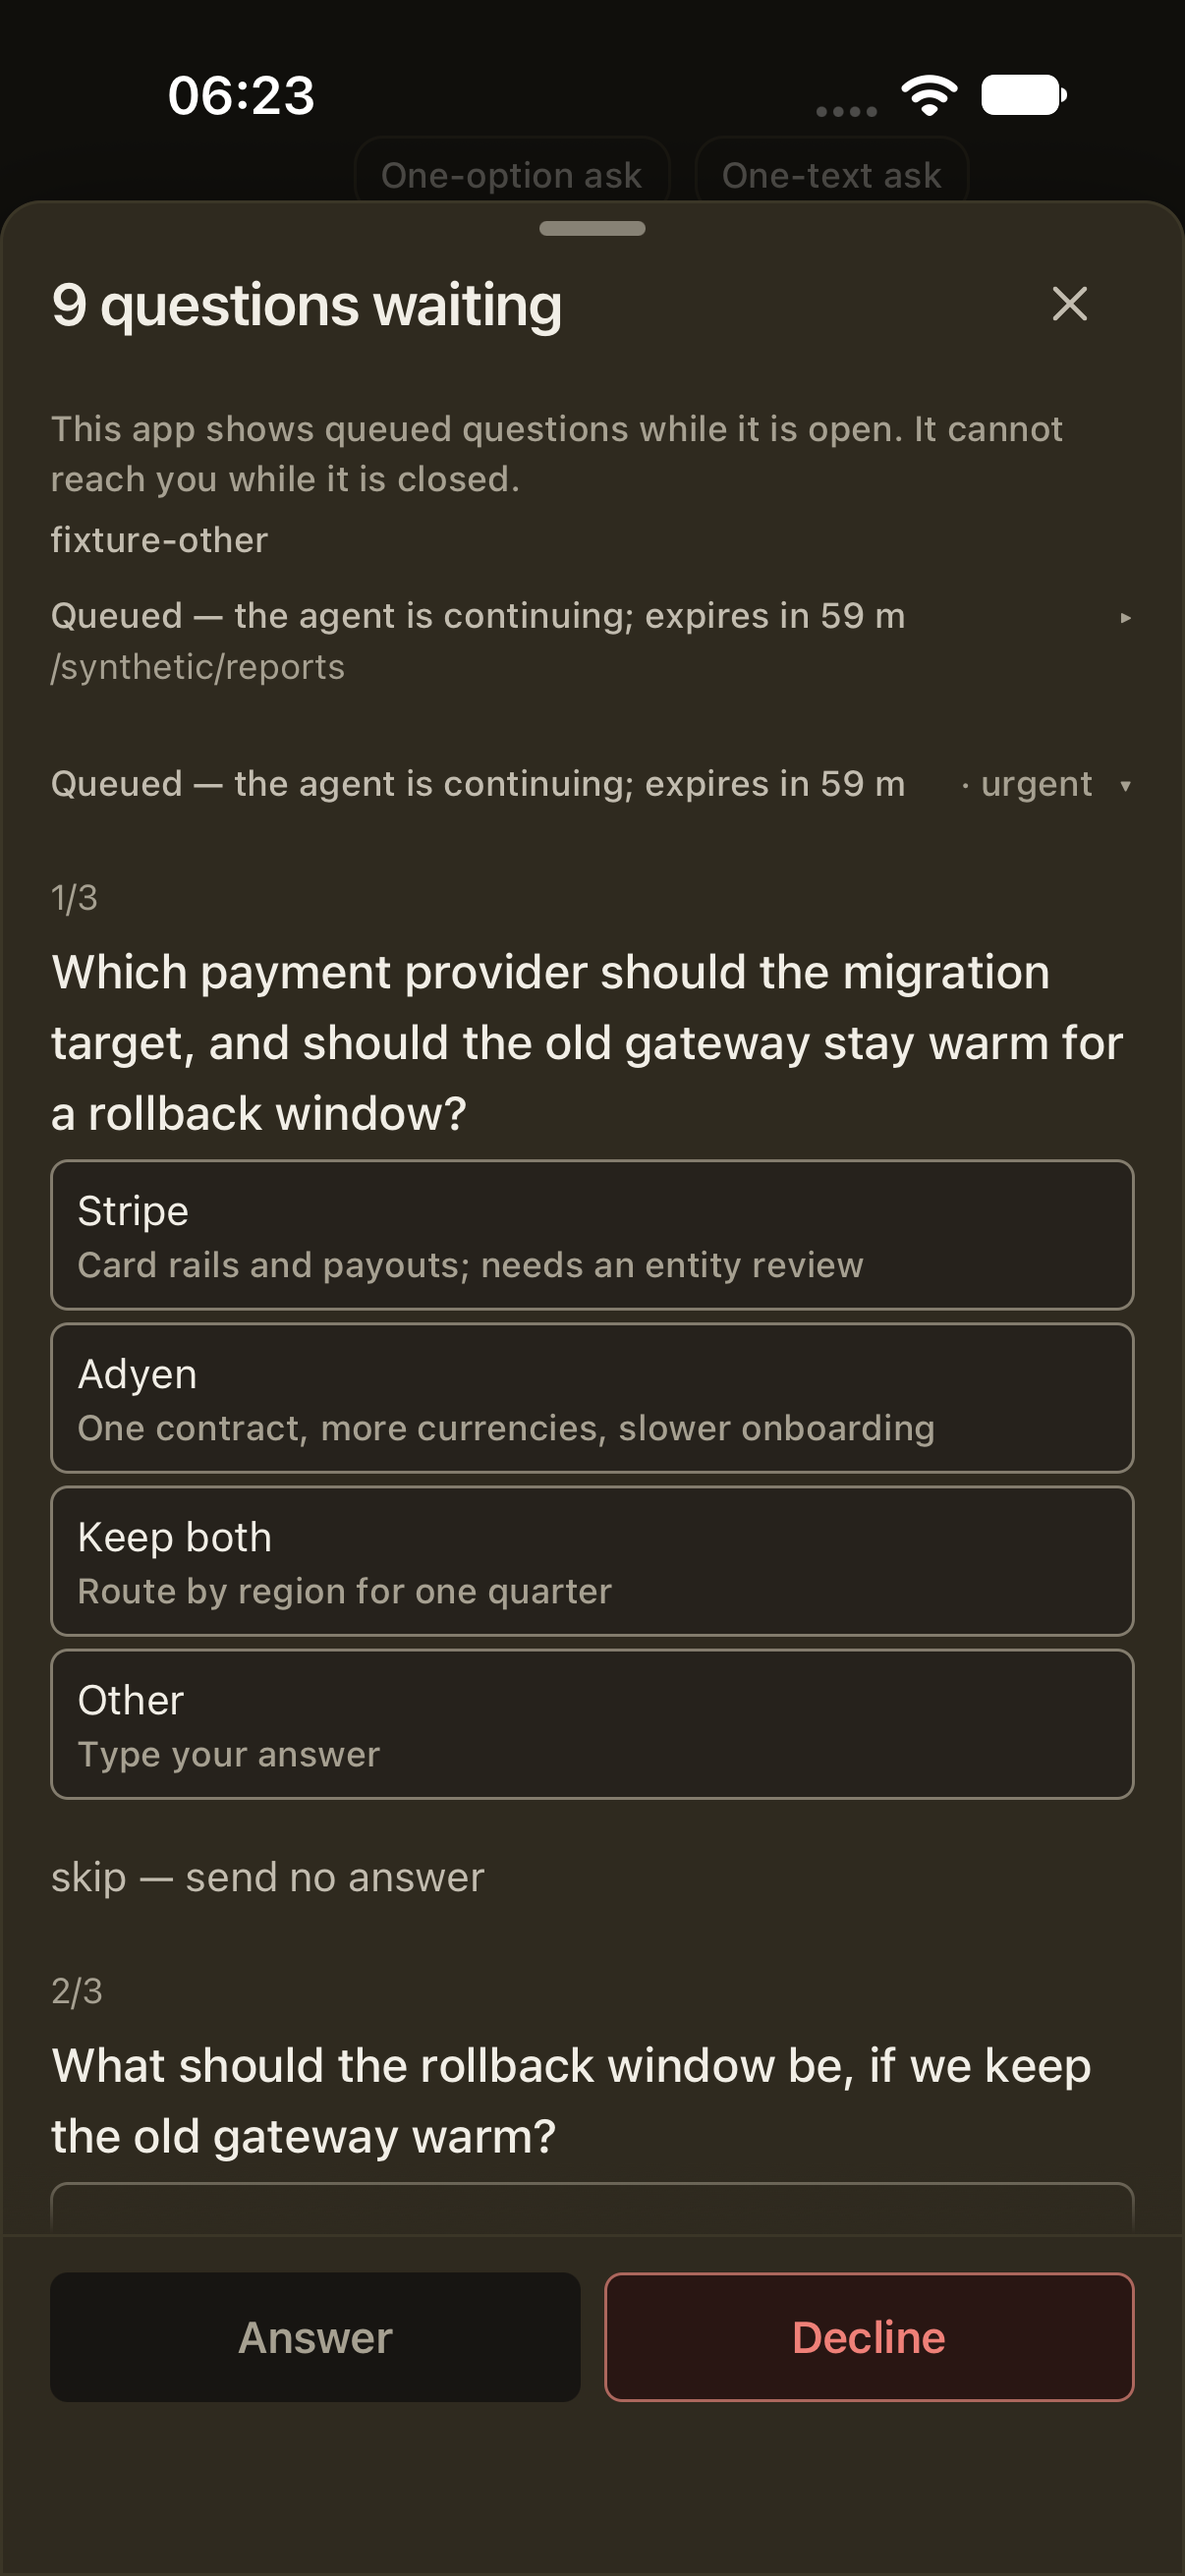 06:23
One-option ask
One-text ask
9 questions waiting
This app shows queued questions while it is open. It cannot
reach you while it is closed.
fixture-other
Queued — the agent is continuing; expires in 59 m
/synthetic/reports
Queued — the agent is continuing; expires in 59 m · urgent
1/3
Which payment provider should the migration
target, and should the old gateway stay warm for
a rollback window?
Stripe
Card rails and payouts; needs an entity review
Adyen
One contract, more currencies, slower onboarding
Keep both
Route by region for one quarter
Other
Type your answer
skip — send no answer
2/3
What should the rollback window be, if we keep
the old gateway warm?
Answer
Decline